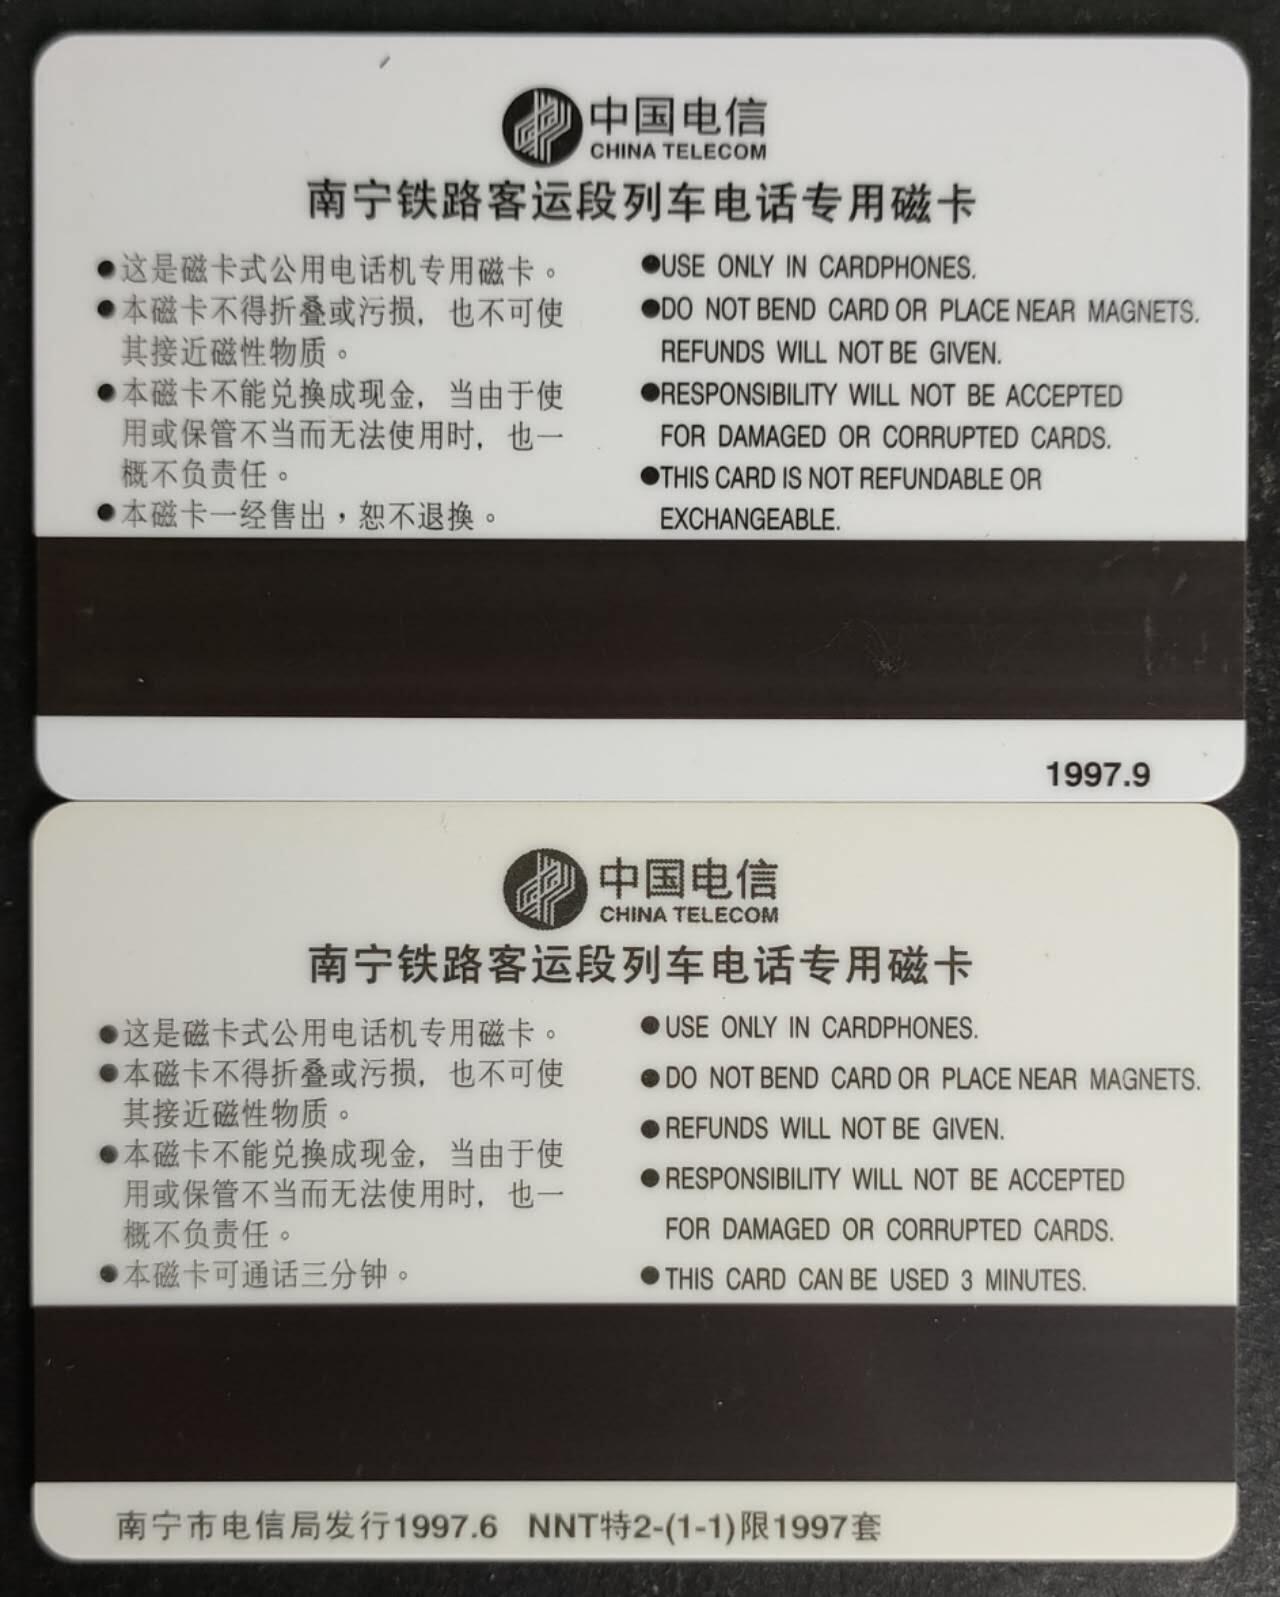 中国电信
CHINA TELECOM
南宁铁路客运段列车电话专用磁卡
●这是磁卡式公用电话机专用磁卡。
●本磁卡不得折叠或污损，也不可使
其接近磁性物质。
●本磁卡不能兑换成现金，当由于使
用或保管不当而无法使用时，也一
概不负责任。
●本磁卡一经售出，恕不退换。
●USE ONLY IN CARDPHONES.
●DO NOT BEND CARD OR PLACE NEAR MAGNETS.
REFUNDS WILL NOT BE GIVEN.
●RESPONSIBILITY WILL NOT BE ACCEPTED
FOR DAMAGED OR CORRUPTED CARDS.
●THIS CARD IS NOT REFUNDABLE OR
EXCHANGEABLE.
1997.9
中国电信
CHINA TELECOM
南宁铁路客运段列车电话专用磁卡
●这是磁卡式公用电话机专用磁卡。
●本磁卡不得折叠或污损，也不可使
其接近磁性物质。
●本磁卡不能兑换成现金，当由于使
用或保管不当而无法使用时，也一
概不负责任。
●本磁卡可通话三分钟。
●USE ONLY IN CARDPHONES.
●DO NOT BEND CARD OR PLACE NEAR MAGNETS.
●REFUNDS WILL NOT BE GIVEN.
●RESPONSIBILITY WILL NOT BE ACCEPTED
FOR DAMAGED OR CORRUPTED CARDS.
●THIS CARD CAN BE USED 3 MINUTES.
南宁市电信局发行1997.6 NNT特2-(1-1)限1997套